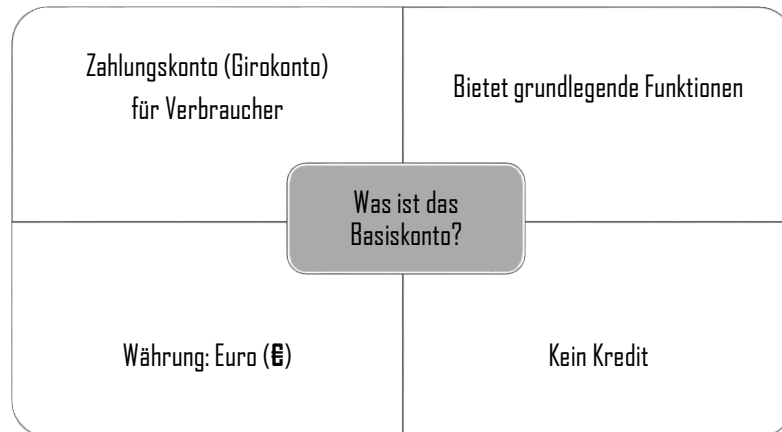 Zahlungskonto (Girokonto)
für Verbraucher
Bietet grundlegende Funktionen
Was ist das
Basiskonto?
Währung: Euro (€)
Kein Kredit